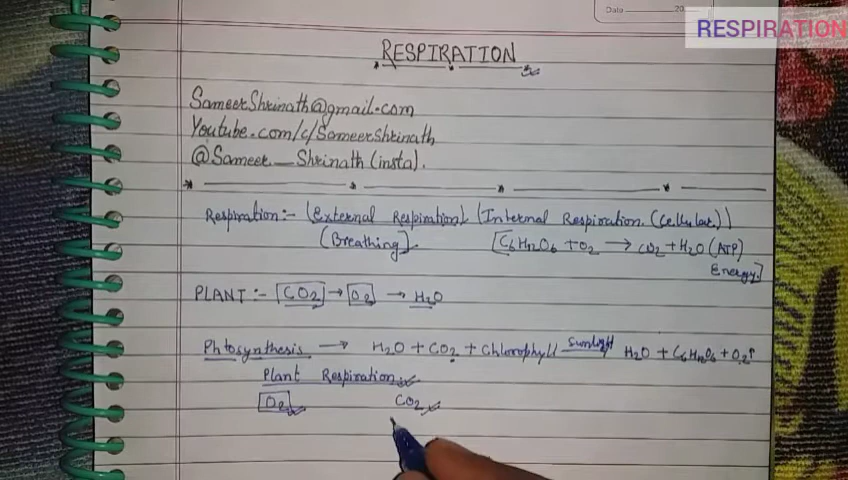 Date 20
RESPIRATION
RESPIRATION
SameerShrinath@gmail.com
Youtube.com/c/SameerShrinath
@Sameer_Shrinath (insta).
Respiration:- (External Respiration) (Internal Respiration. (Cellular))
(Breathing) [C6H12O6 + O2 → CO2 + H2O (ATP)
Energy.]
PLANT :- CO2 → O2 → H2O
Phtosynthesis → H2O + CO2 + Chlorophyll Sunlight H2O + C6H12O6 + O2↑
Plant Respiration.
O2 CO2